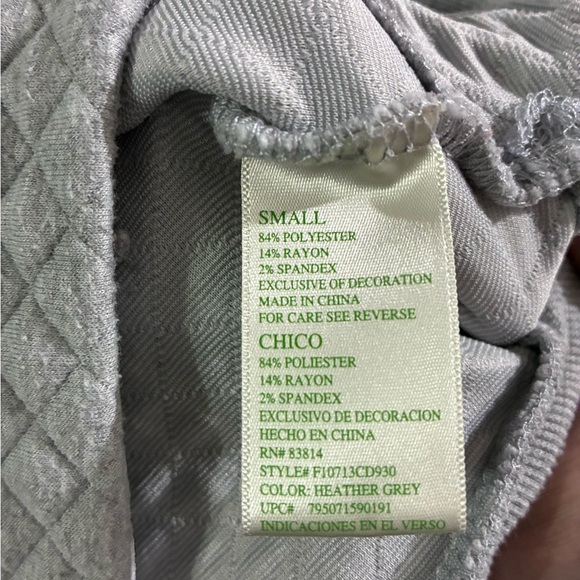 SMALL
84% POLYESTER
14% RAYON
2% SPANDEX
EXCLUSIVE OF DECORATION
MADE IN CHINA
FOR CARE SEE REVERSE
CHICO
84% POLIESTER
14% RAYON
2% SPANDEX
EXCLUSIVO DE DECORACION
HECHO EN CHINA
RN# 83814
STYLE# F10713CD930
COLOR: HEATHER GREY
UPC# 795071590191
INDICACIONES EN EL VERSO